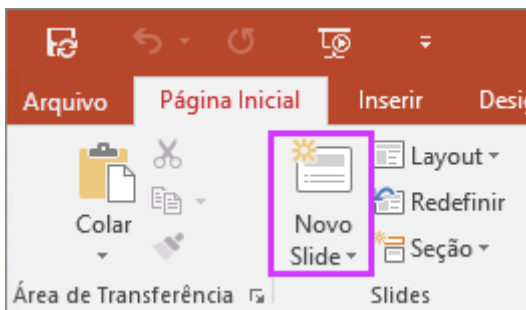 Arquivo
Página Inicial
Inserir
Colar
Novo
Slide
Layout
Redefinir
Seção
Área de Transferência
Slides